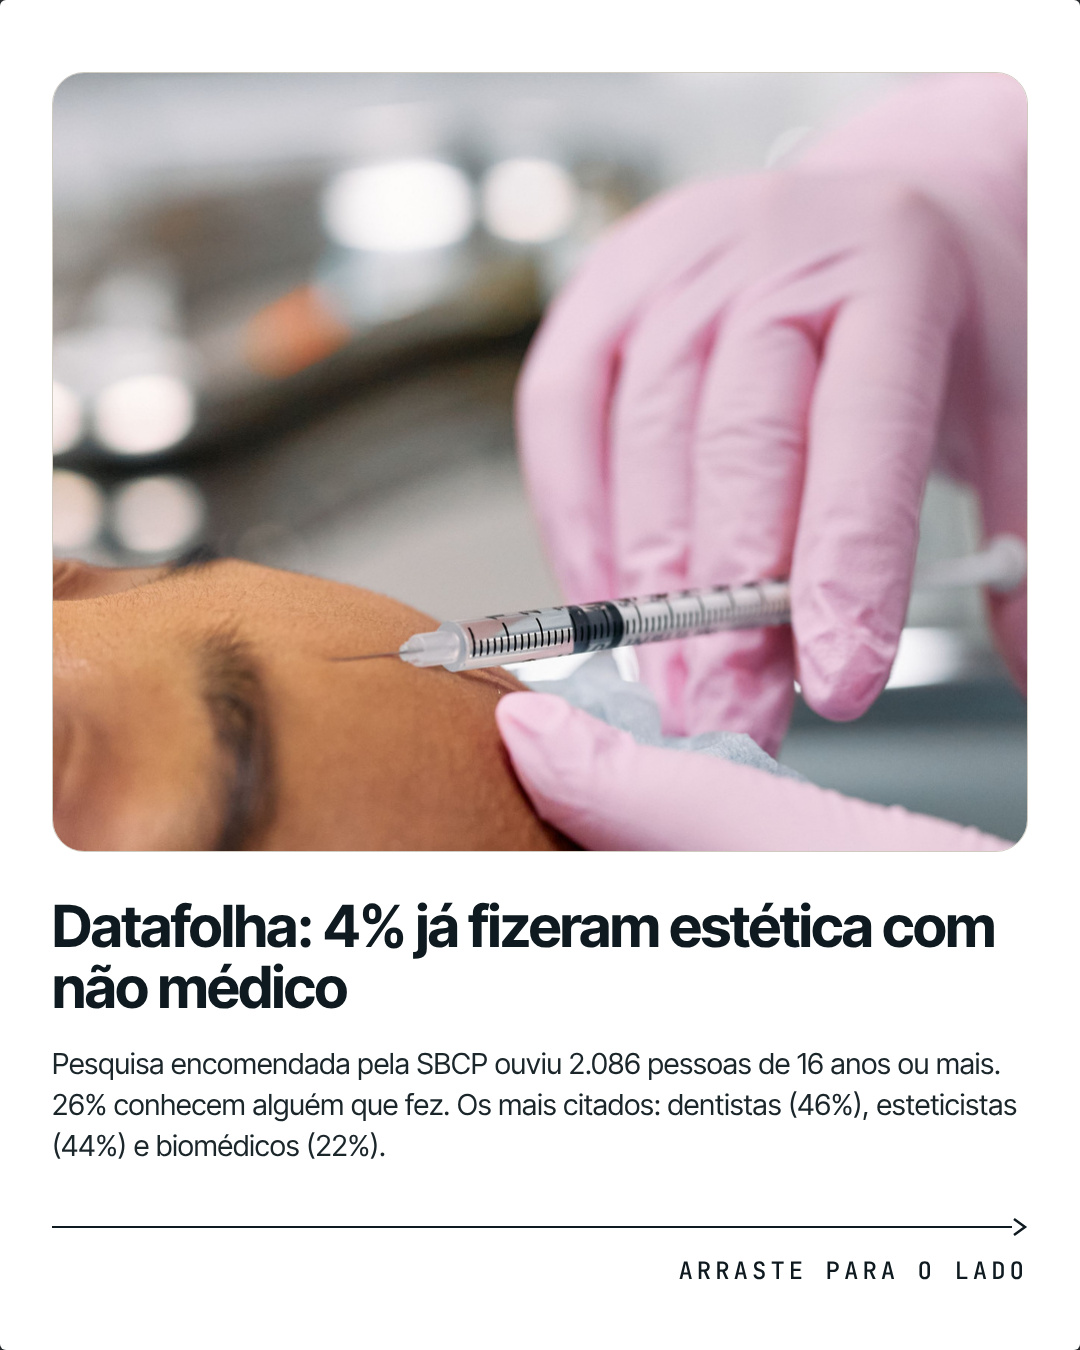 Datafolha: 4% já fizeram estética com
não médico
Pesquisa encomendada pela SBCP ouviu 2.086 pessoas de 16 anos ou mais.
26% conhecem alguém que fez. Os mais citados: dentistas (46%), esteticistas
(44%) e biomédicos (22%).
ARRASTE PARA O LADO